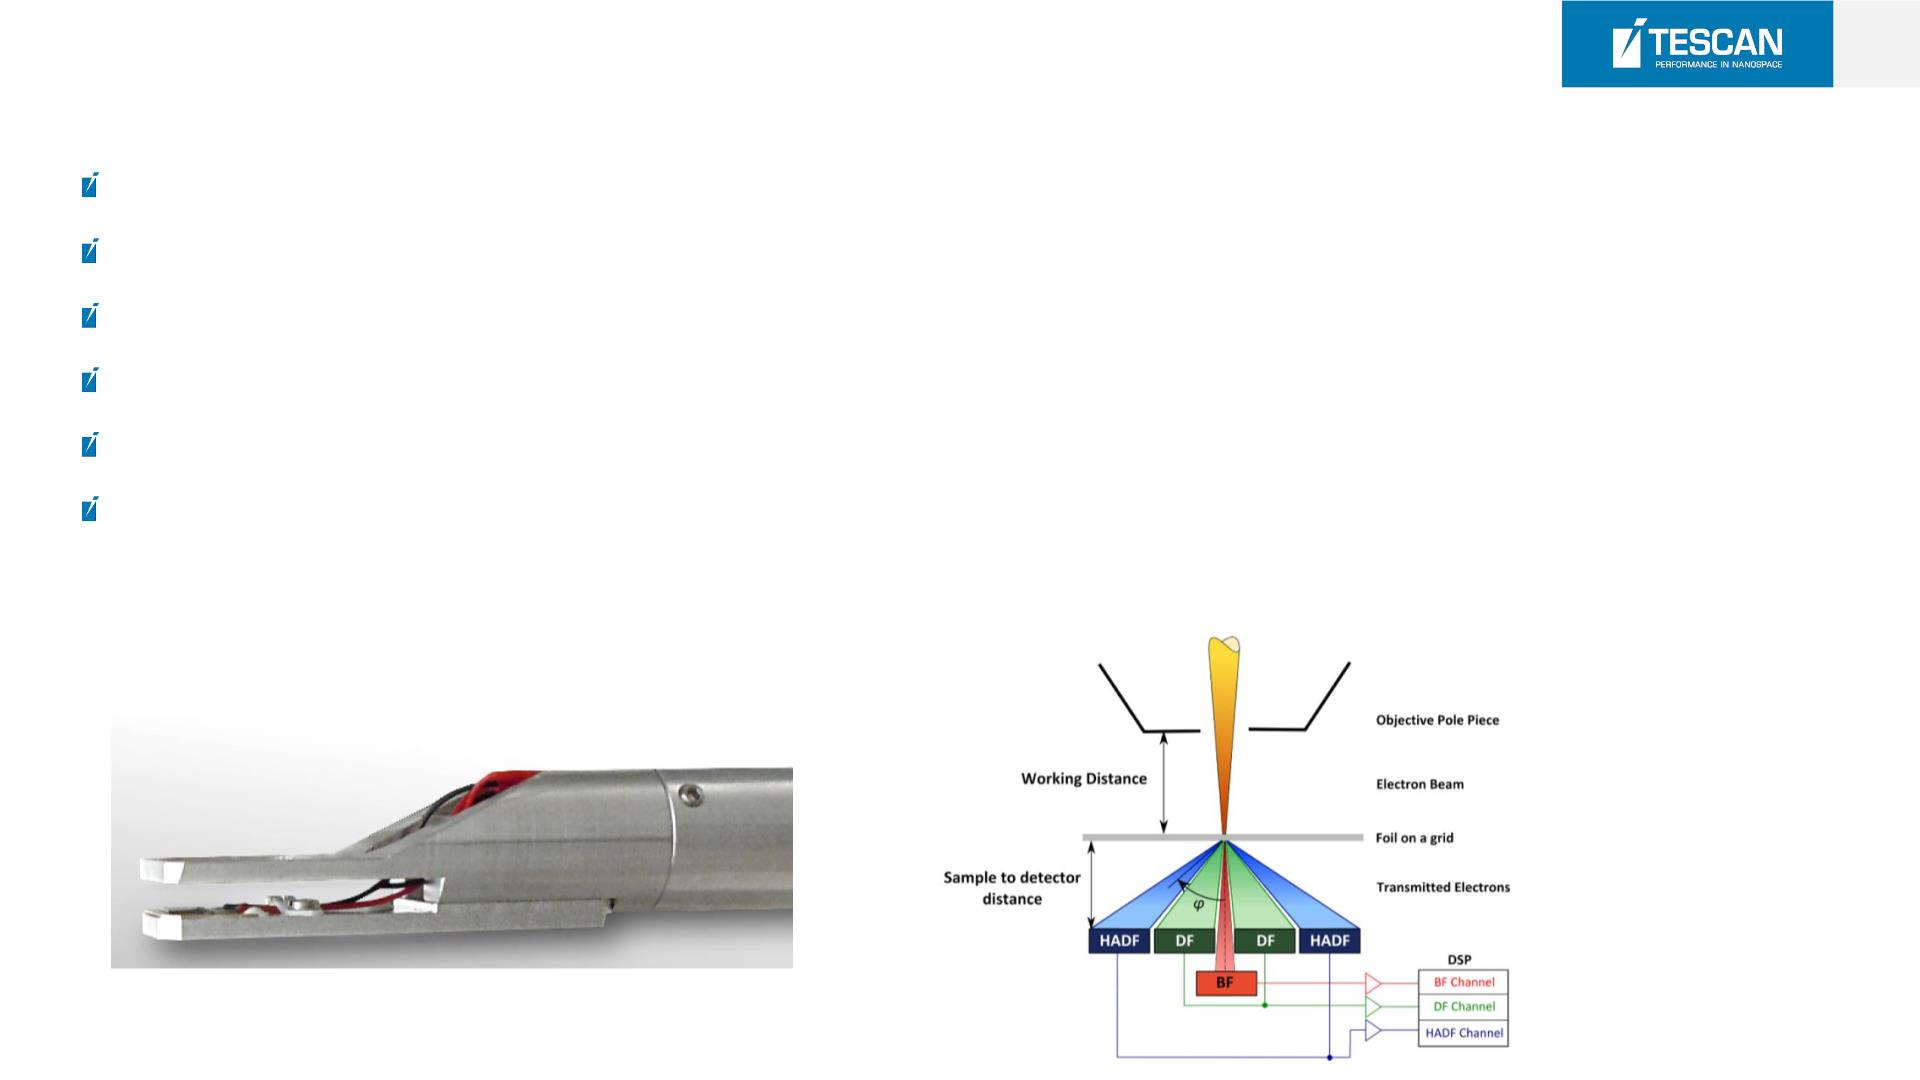 TESCAN
PERFORMANCE IN NANOSPACE
Objective Pole Piece
Working Distance
Electron Beam
Foil on a grid
Sample to detector
distance
Transmitted Electrons
φ
HADF
DF
DF
HADF
BF
DSP
BF Channel
DF Channel
HADF Channel